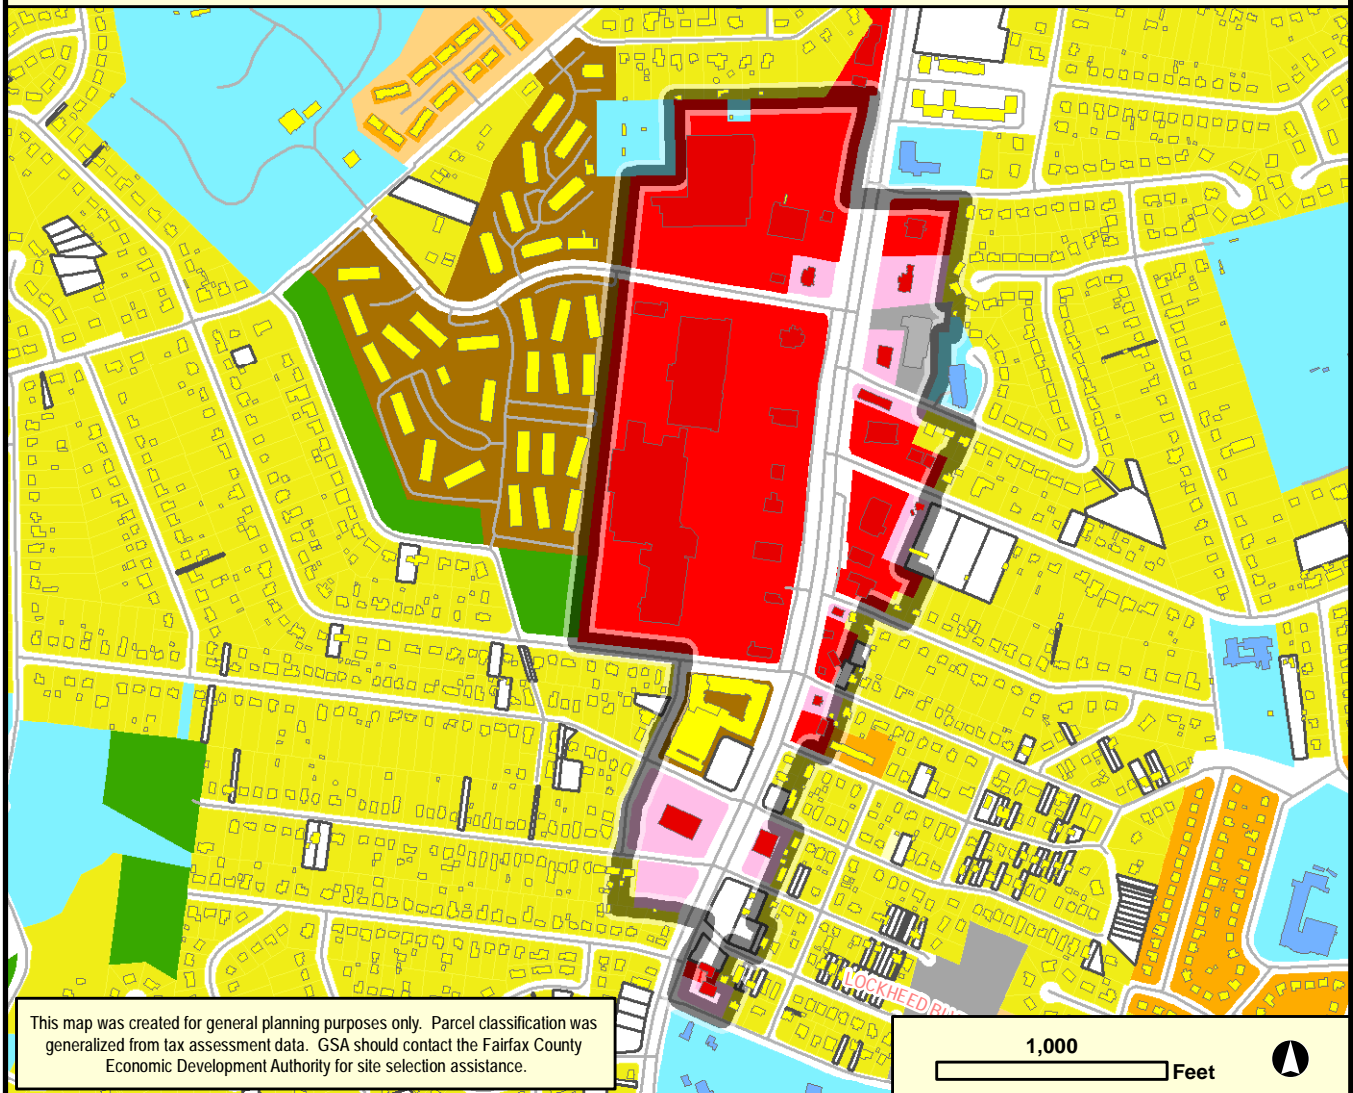 LOCKHEED
This map was created for general planning purposes only. Parcel classification was
generalized from tax assessment data. GSA should contact the Fairfax County
Economic Development Authority for site selection assistance.
1,000
Feet